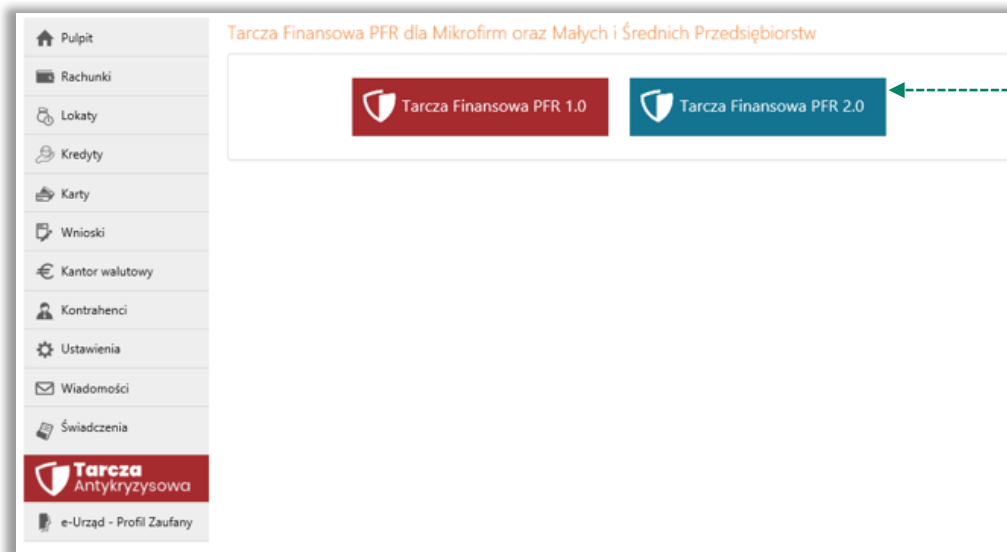 Tarcza Finansowa PFR dla Mikrofirm oraz Małych i Średnich Przedsiębiorstw
Tarcza Finansowa PFR 1.0
Tarcza Finansowa PFR 2.0
Pulpit
Rachunki
Lokaty
Kredyty
Karty
Wnioski
Kantor walutowy
Kontrahenci
Ustawienia
Wiadomości
Świadczenia
Tarcza
Antykryzysowa
e-Urząd - Profil Zaufany